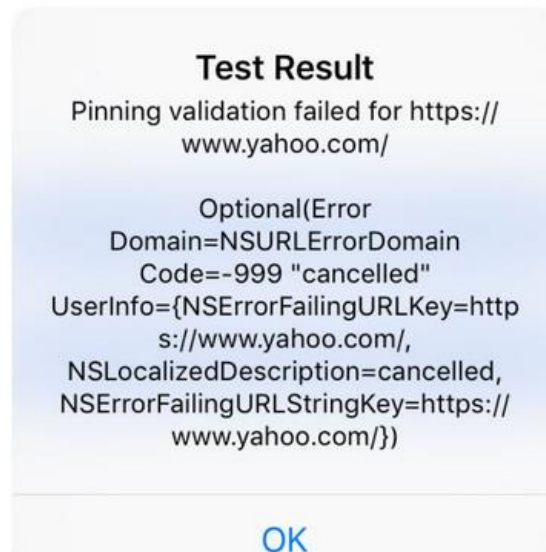 Test Result
Pinning validation failed for https://
www.yahoo.com/
Optional(Error
Domain=NSURLErrorDomain
Code=-999 "cancelled"
UserInfo={NSErrorFailingURLKey=http
s://www.yahoo.com/,
NSLocalizedDescription=cancelled,
NSErrorFailingURLStringKey=https://
www.yahoo.com/})
OK